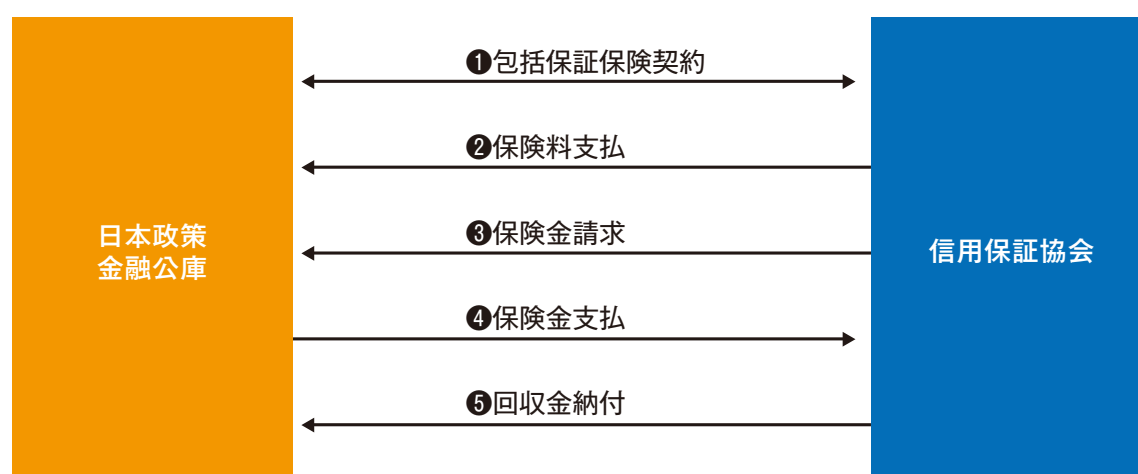 ❶包括保証保険契約
❷保険料支払
❸保険金請求
❹保険金支払
❺回収金納付
日本政策
金融公庫
信用保証協会